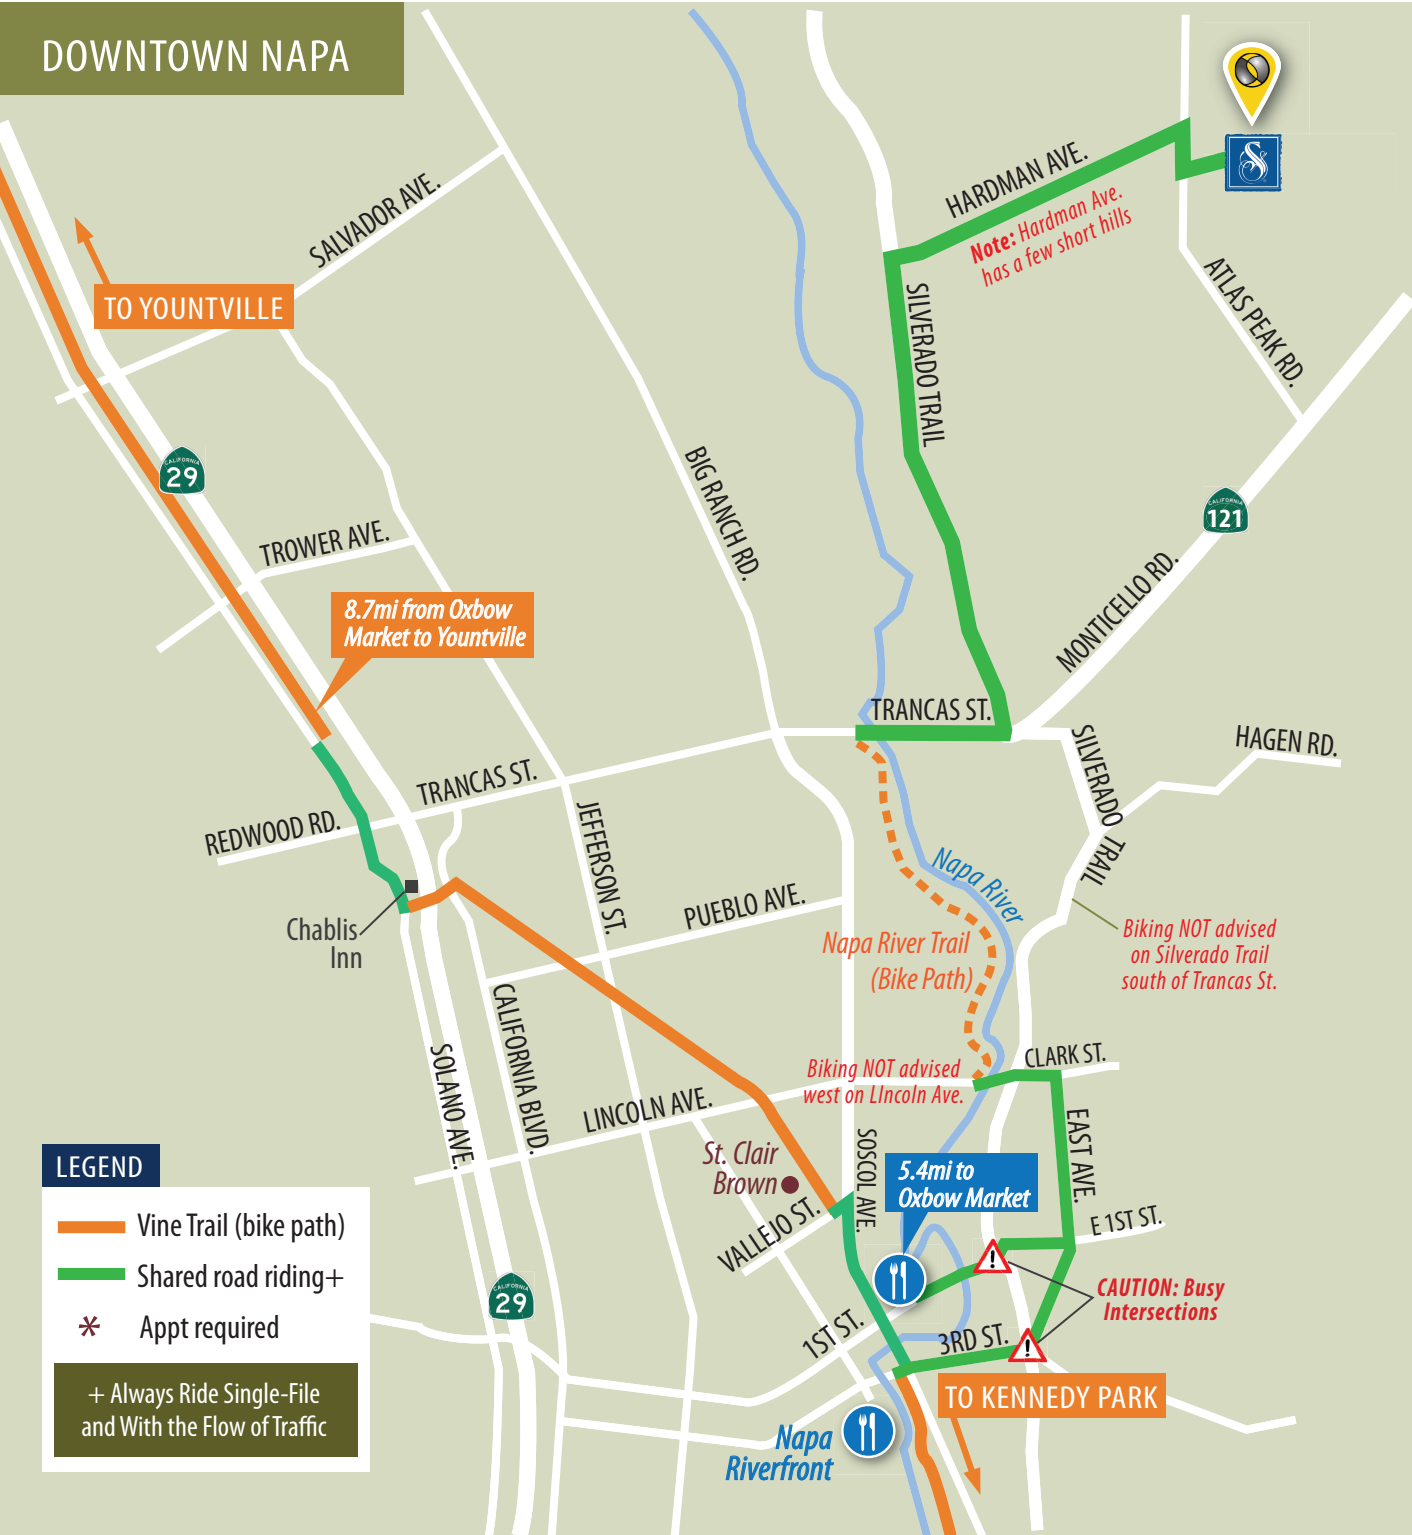 DOWNTOWN NAPA
SALVADOR AVE.
HARDMAN AVE.
Note: Hardman Ave.
has a few short hills
S
TO YOUNTVILLE
SILVERADO TRAIL
ATLAS PEAK RD.
CALIFORNIA
29
BIG RANCH RD.
CALIFORNIA
121
TROWER AVE.
8.7mi from Oxbow
Market to Yountville
MONTICELLO RD.
TRANCAS ST.
HAGEN RD.
SILVERADO TRAIL
TRANCAS ST.
REDWOOD RD.
JEFFERSON ST.
Napa River
Chablis
Inn
PUEBLO AVE.
Napa River Trail
(Bike Path)
Biking NOT advised
on Silverado Trail
south of Trancas St.
CALIFORNIA BLVD.
SOLANO AVE.
CLARK ST.
Biking NOT advised
west on LIncoln Ave.
LINCOLN AVE.
EAST AVE.
St. Clair
Brown
SOSCOL AVE.
5.4mi to
Oxbow Market
VALLEJO ST.
E 1ST ST.
LEGEND
Vine Trail (bike path)
Shared road riding+
* Appt required
+ Always Ride Single-File
and With the Flow of Traffic
CALIFORNIA
29
!
CAUTION: Busy
Intersections
1ST ST.
3RD ST.
!
TO KENNEDY PARK
Napa
Riverfront